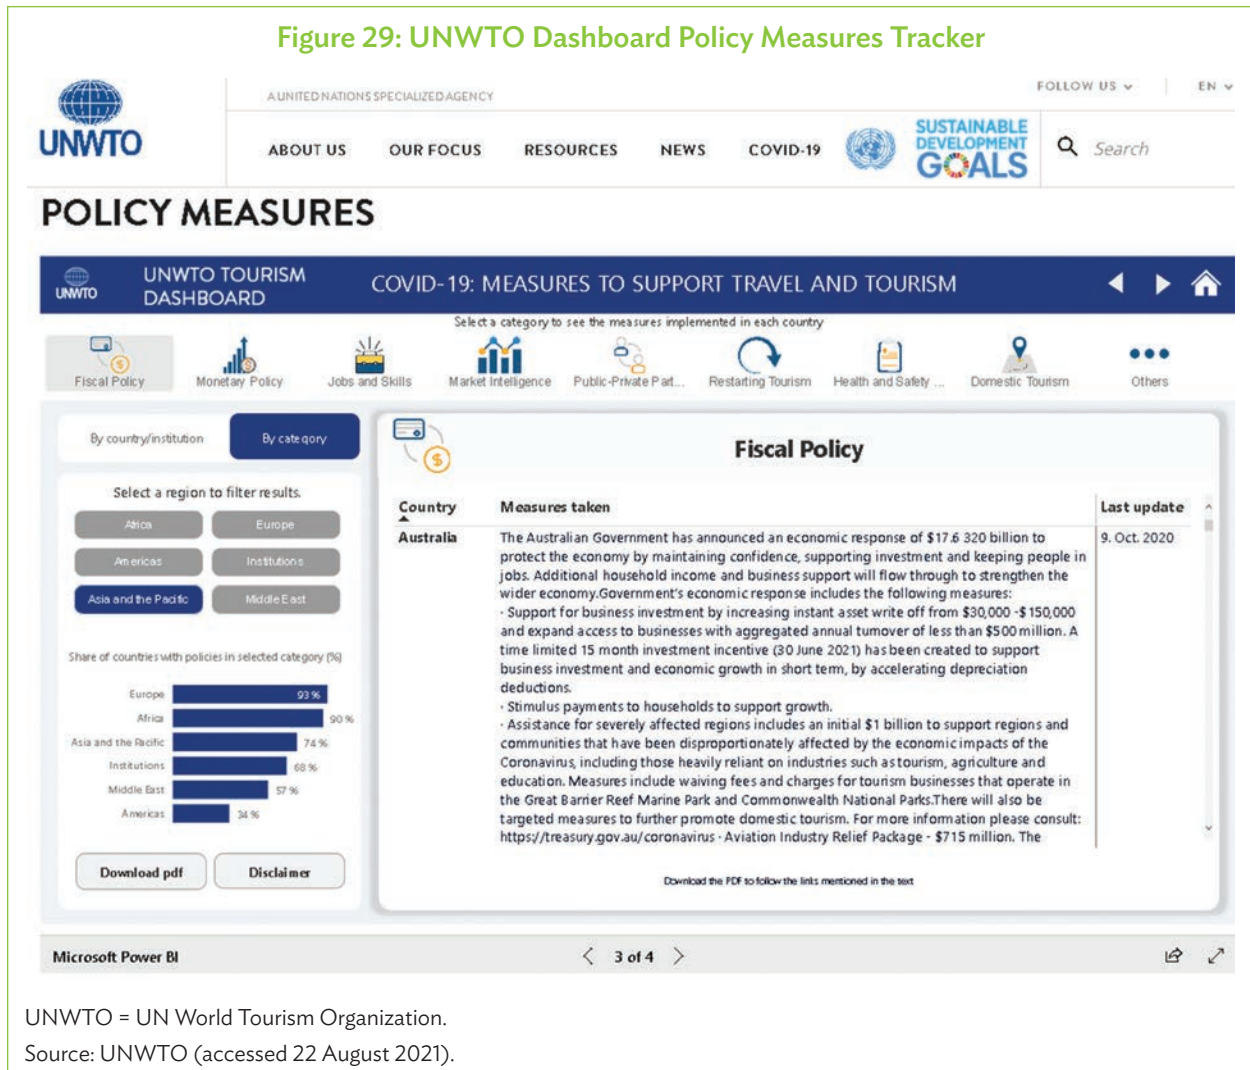 Figure 29: UNWTO Dashboard Policy Measures Tracker
UNWTO
A UNITED NATIONS SPECIALIZED AGENCY
FOLLOW US
EN
ABOUT US
OUR FOCUS
RESOURCES
NEWS
COVID-19
SUSTAINABLE
DEVELOPMENT
GOALS
Search
POLICY MEASURES
UNWTO
UNWTO TOURISM
DASHBOARD
COVID-19: MEASURES TO SUPPORT TRAVEL AND TOURISM
Select a category to see the measures implemented in each country
Fiscal Policy
Monetary Policy
Jobs and Skills
Market Intelligence
Public-Private Part...
Restarting Tourism
Health and Safety ...
Domestic Tourism
Others
By country/institution
By category
Select a region to filter results.
Africa
Europe
Americas
Institutions
Asia and the Pacific
Middle East
Share of countries with policies in selected category (%)
Europe 93 %
Africa 90 %
Asia and the Pacific 74 %
Institutions 68 %
Middle East 57 %
Americas 34 %
Download pdf
Disclaimer
Fiscal Policy
Country Measures taken Last update
Australia The Australian Government has announced an economic response of $17.6 320 billion to 9. Oct. 2020
protect the economy by maintaining confidence, supporting investment and keeping people in
jobs. Additional household income and business support will flow through to strengthen the
wider economy.Government's economic response includes the following measures:
· Support for business investment by increasing instant asset write off from $30,000 -$150,000
and expand access to businesses with aggregated annual turnover of less than $500 million. A
time limited 15 month investment incentive (30 June 2021) has been created to support
business investment and economic growth in short term, by accelerating depreciation
deductions.
· Stimulus payments to households to support growth.
· Assistance for severely affected regions includes an initial $1 billion to support regions and
communities that have been disproportionately affected by the economic impacts of the
Coronavirus, including those heavily reliant on industries such as tourism, agriculture and
education. Measures include waiving fees and charges for tourism businesses that operate in
the Great Barrier Reef Marine Park and Commonwealth National Parks.There will also be
targeted measures to further promote domestic tourism. For more information please consult:
https://treasury.gov.au/coronavirus · Aviation Industry Relief Package - $715 million. The
Download the PDF to follow the links mentioned in the text
Microsoft Power BI
3 of 4
UNWTO = UN World Tourism Organization.
Source: UNWTO (accessed 22 August 2021).